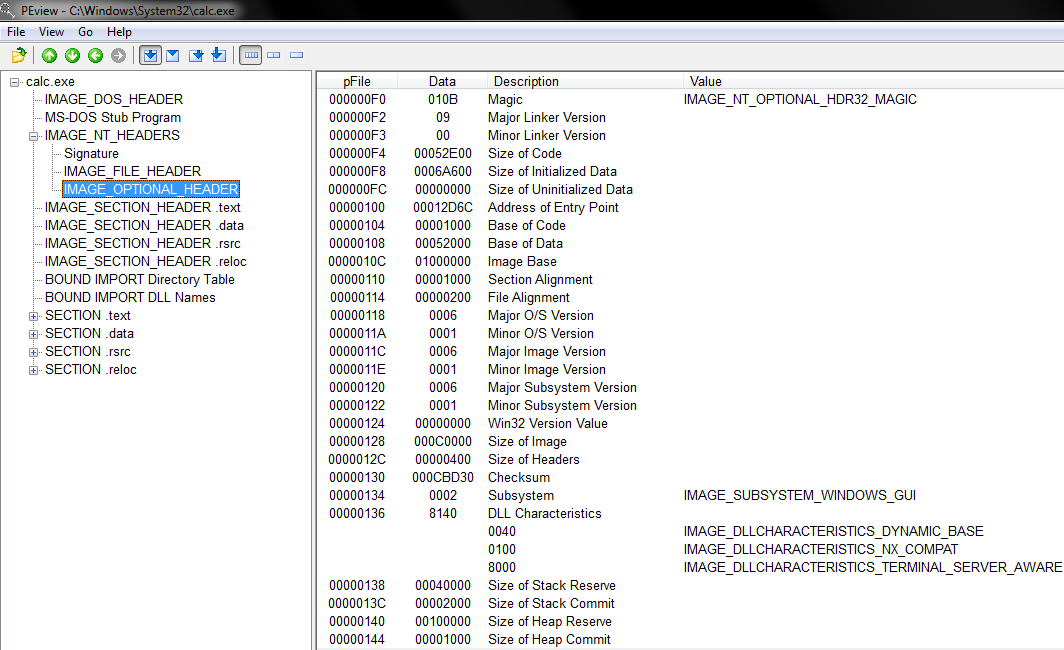 PEview - C:\Windows\System32\calc.exe
File View Go Help
calc.exe
IMAGE_DOS_HEADER
MS-DOS Stub Program
IMAGE_NT_HEADERS
Signature
IMAGE_FILE_HEADER
IMAGE_OPTIONAL_HEADER
IMAGE_SECTION_HEADER .text
IMAGE_SECTION_HEADER .data
IMAGE_SECTION_HEADER .rsrc
IMAGE_SECTION_HEADER .reloc
BOUND IMPORT Directory Table
BOUND IMPORT DLL Names
SECTION .text
SECTION .data
SECTION .rsrc
SECTION .reloc
pFile Data Description Value
000000F0 010B Magic IMAGE_NT_OPTIONAL_HDR32_MAGIC
000000F2 09 Major Linker Version
000000F3 00 Minor Linker Version
000000F4 00052E00 Size of Code
000000F8 0006A600 Size of Initialized Data
000000FC 00000000 Size of Uninitialized Data
00000100 00012D6C Address of Entry Point
00000104 00001000 Base of Code
00000108 00052000 Base of Data
0000010C 01000000 Image Base
00000110 00001000 Section Alignment
00000114 00000200 File Alignment
00000118 0006 Major O/S Version
0000011A 0001 Minor O/S Version
0000011C 0006 Major Image Version
0000011E 0001 Minor Image Version
00000120 0006 Major Subsystem Version
00000122 0001 Minor Subsystem Version
00000124 00000000 Win32 Version Value
00000128 000C0000 Size of Image
0000012C 00000400 Size of Headers
00000130 000CBD30 Checksum
00000134 0002 Subsystem IMAGE_SUBSYSTEM_WINDOWS_GUI
00000136 8140 DLL Characteristics
0040 IMAGE_DLLCHARACTERISTICS_DYNAMIC_BASE
0100 IMAGE_DLLCHARACTERISTICS_NX_COMPAT
8000 IMAGE_DLLCHARACTERISTICS_TERMINAL_SERVER_AWARE
00000138 00040000 Size of Stack Reserve
0000013C 00002000 Size of Stack Commit
00000140 00100000 Size of Heap Reserve
00000144 00001000 Size of Heap Commit